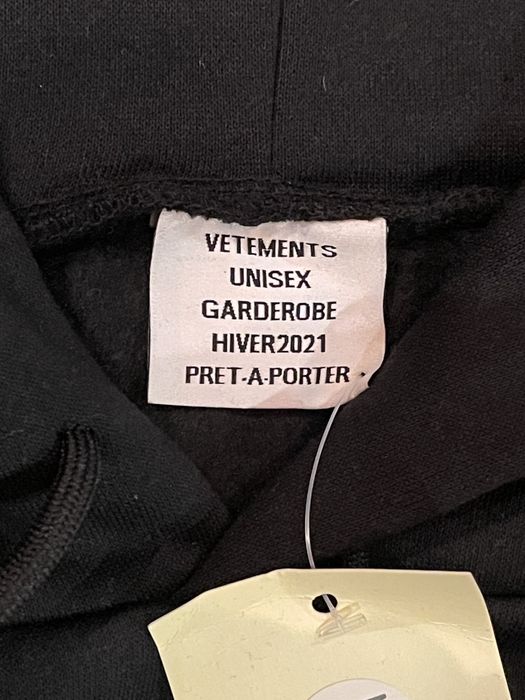 VETEMENTS
UNISEX
GARDEROBE
HIVER2021
PRET-A-PORTER